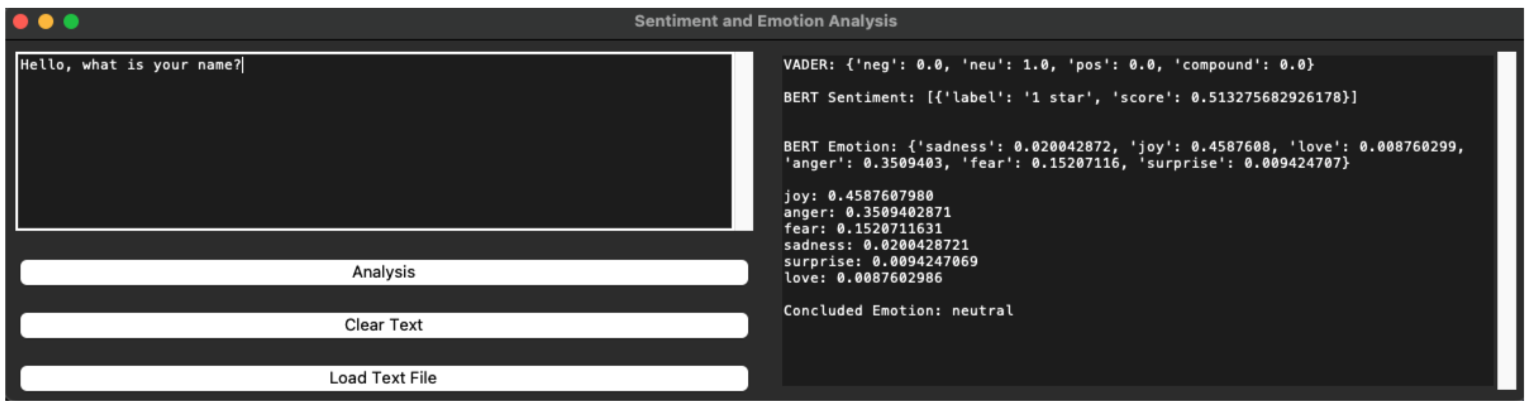 Sentiment and Emotion Analysis
Hello, what is your name?
Analysis
Clear Text
Load Text File
VADER: {'neg': 0.0, 'neu': 1.0, 'pos': 0.0, 'compound': 0.0}
BERT Sentiment: [{'label': '1 star', 'score': 0.513275682926178}]
BERT Emotion: {'sadness': 0.020042872, 'joy': 0.4587608, 'love': 0.008760299,
'anger': 0.3509403, 'fear': 0.15207116, 'surprise': 0.009424707}
joy: 0.4587607980
anger: 0.3509402871
fear: 0.1520711631
sadness: 0.0200428721
surprise: 0.0094247069
love: 0.0087602986
Concluded Emotion: neutral